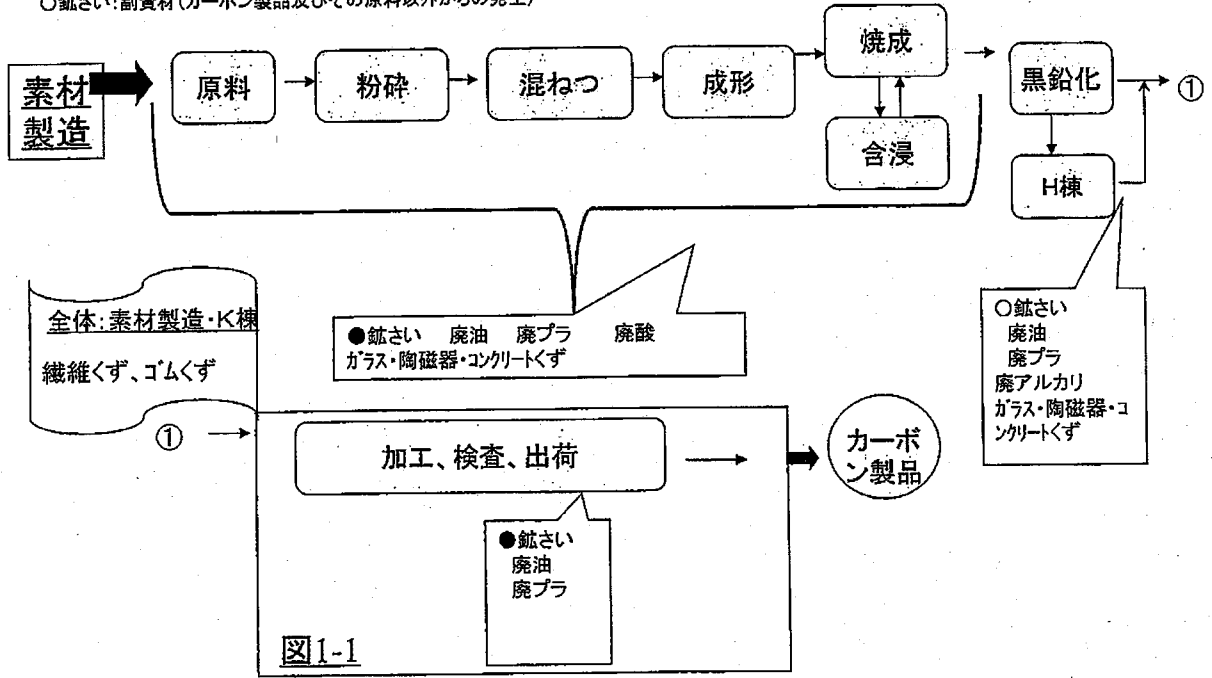 ○鉱さい:副資材(カーボン製品及びその原料以外からの発生)
素材
製造
原料
粉砕
混ねつ
成形
焼成
含浸
黒鉛化
H棟
①
全体:素材製造・K棟
繊維くず、ゴムくず
●鉱さい 廃油 廃プラ 廃酸
ガラス・陶磁器・コンクリートくず
○鉱さい
廃油
廃プラ
廃アルカリ
ガラス・陶磁器・コ
ンクリートくず
①
加工、検査、出荷
カーボ
ン製品
●鉱さい
廃油
廃プラ
図1-1